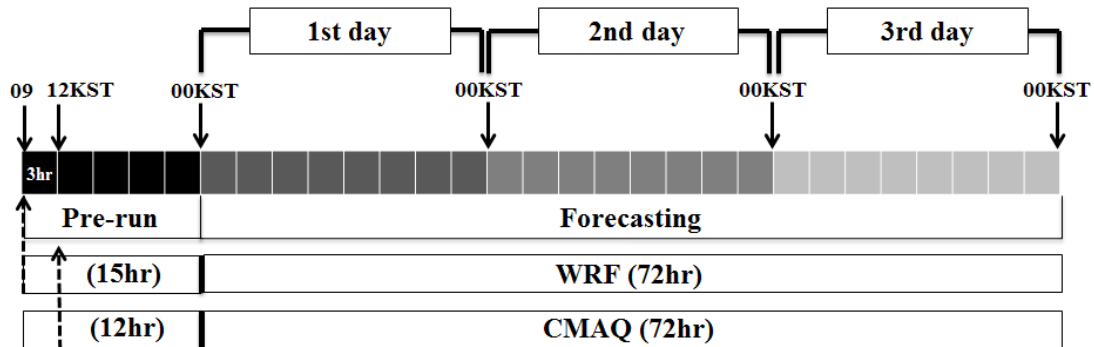 1st day 2nd day 3rd day
09 12KST 00KST 00KST 00KST 00KST
3hr
Pre-run Forecasting
(15hr) WRF (72hr)
(12hr) CMAQ (72hr)